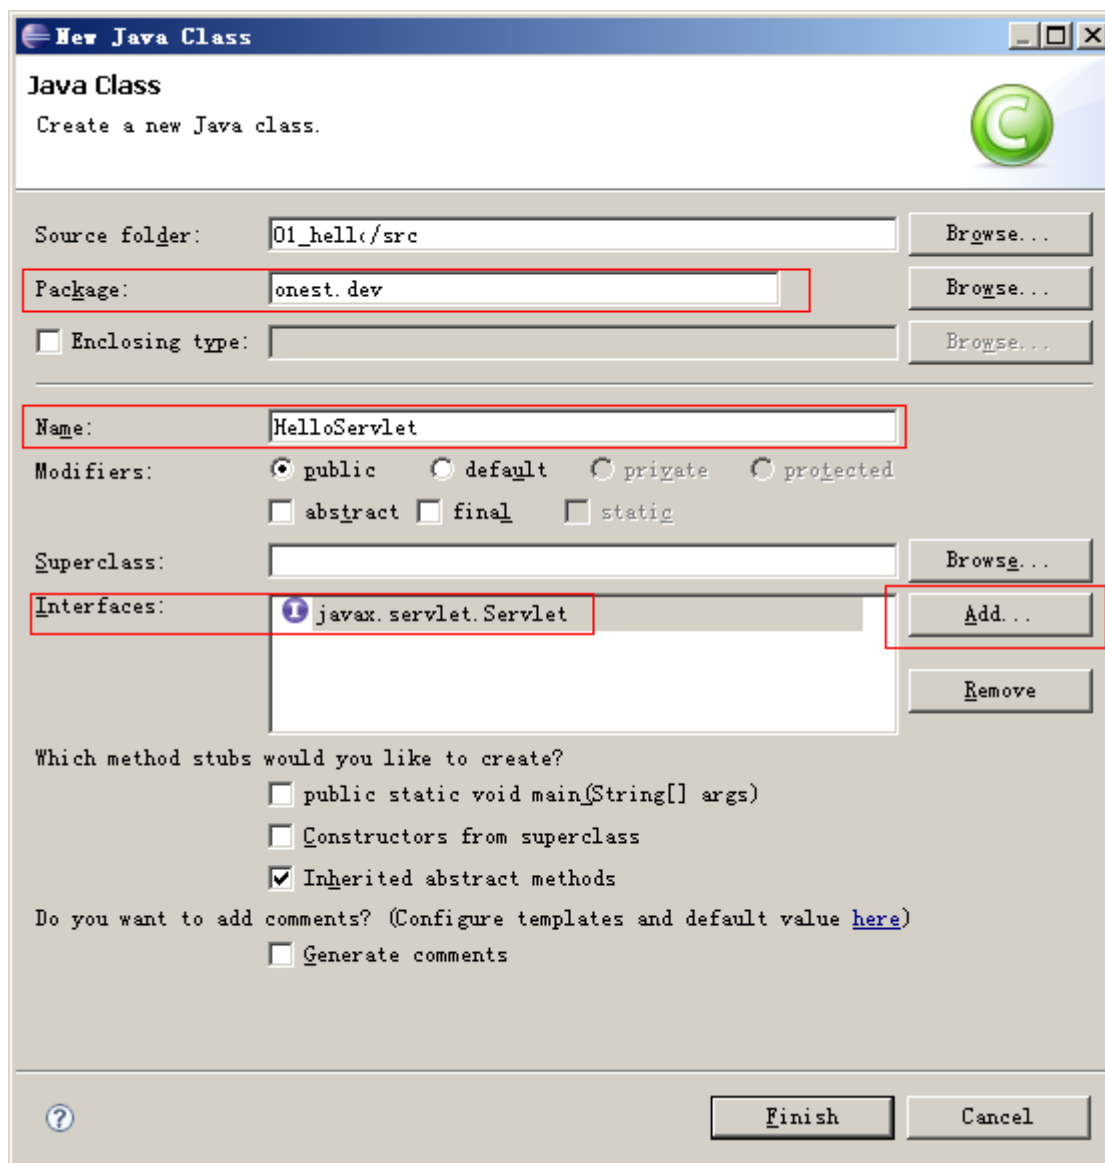 New Java Class
Java Class
Create a new Java class.
Source folder: /src Browse...
Package: onest.dev Browse...
Enclosing type: Browse...
Name: HelloServlet
Modifiers: public default private protected
abstract final static
Superclass: Browse...
Interfaces: javax.servlet.Servlet Add...
Remove
Which method stubs would you like to create?
public static void main(String[] args)
Constructors from superclass
Inherited abstract methods
Do you want to add comments? (Configure templates and default value here)
Generate comments
Finish Cancel